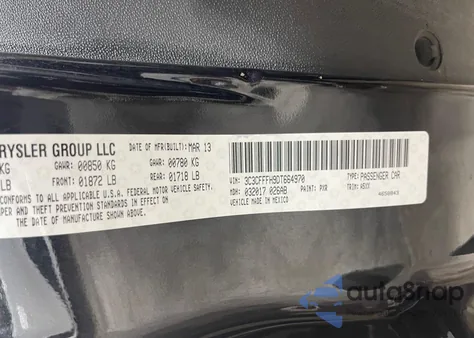 RYSLER GROUP LLC DATE OF MFR(BUILT): MAR 13
KG GAWR: 00850 KG GAWR: 00780 KG
LB FRONT: 01872 LB REAR: 01718 LB
CONFORMS TO ALL APPLICABLE U.S.A. FEDERAL MOTOR VEHICLE SAFETY,
PER AND THEFT PREVENTION STANDARDS IN EFFECT ON
THE DATE OF MANUFACTURE SHOWN ABOVE.
VIN: 3C3CFFFH9DT664970 TYPE: PASSENGER CAR
MDH: 032017 026AB PAINT: PXR TRIM:
VEHICLE MADE IN MEXICO
autosnap